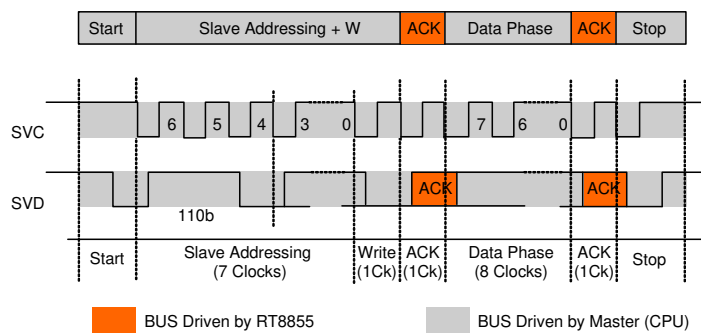 Start Slave Addressing + W ACK Data Phase ACK Stop
SVC 6 5 4 3 0 7 6 0
SVD ACK ACK
110b
Start Slave Addressing Write ACK Data Phase ACK Stop
(7 Clocks) (1Ck) (1Ck) (8 Clocks) (1Ck)
BUS Driven by RT8855 BUS Driven by Master (CPU)